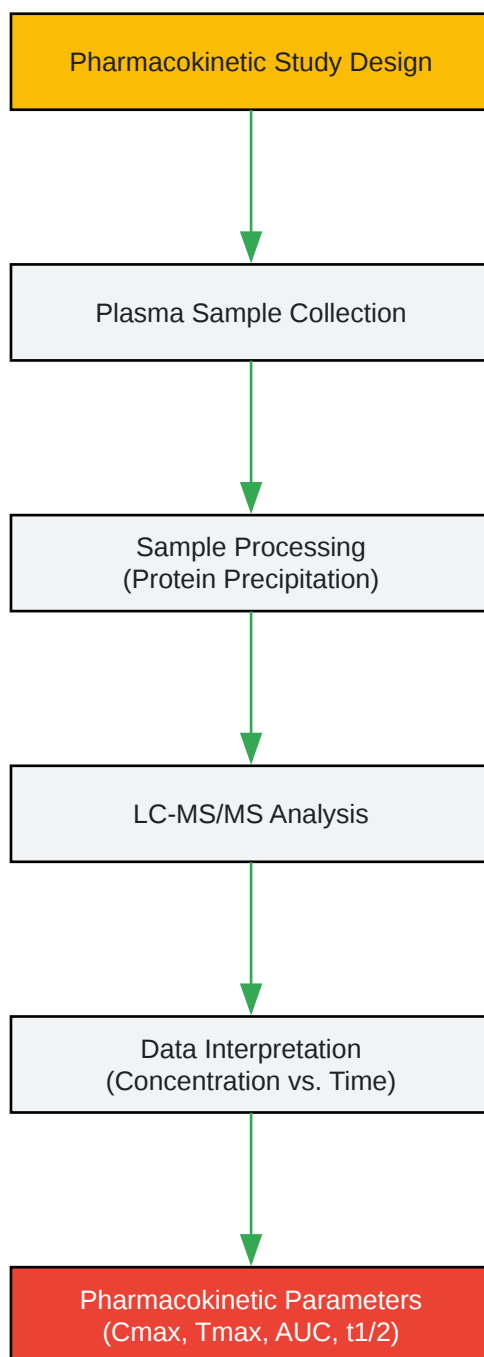 Pharmacokinetic Study Design
Plasma Sample Collection
Sample Processing
(Protein Precipitation)
LC-MS/MS Analysis
Data Interpretation
(Concentration vs. Time)
Pharmacokinetic Parameters
(Cmax, Tmax, AUC, t1/2)